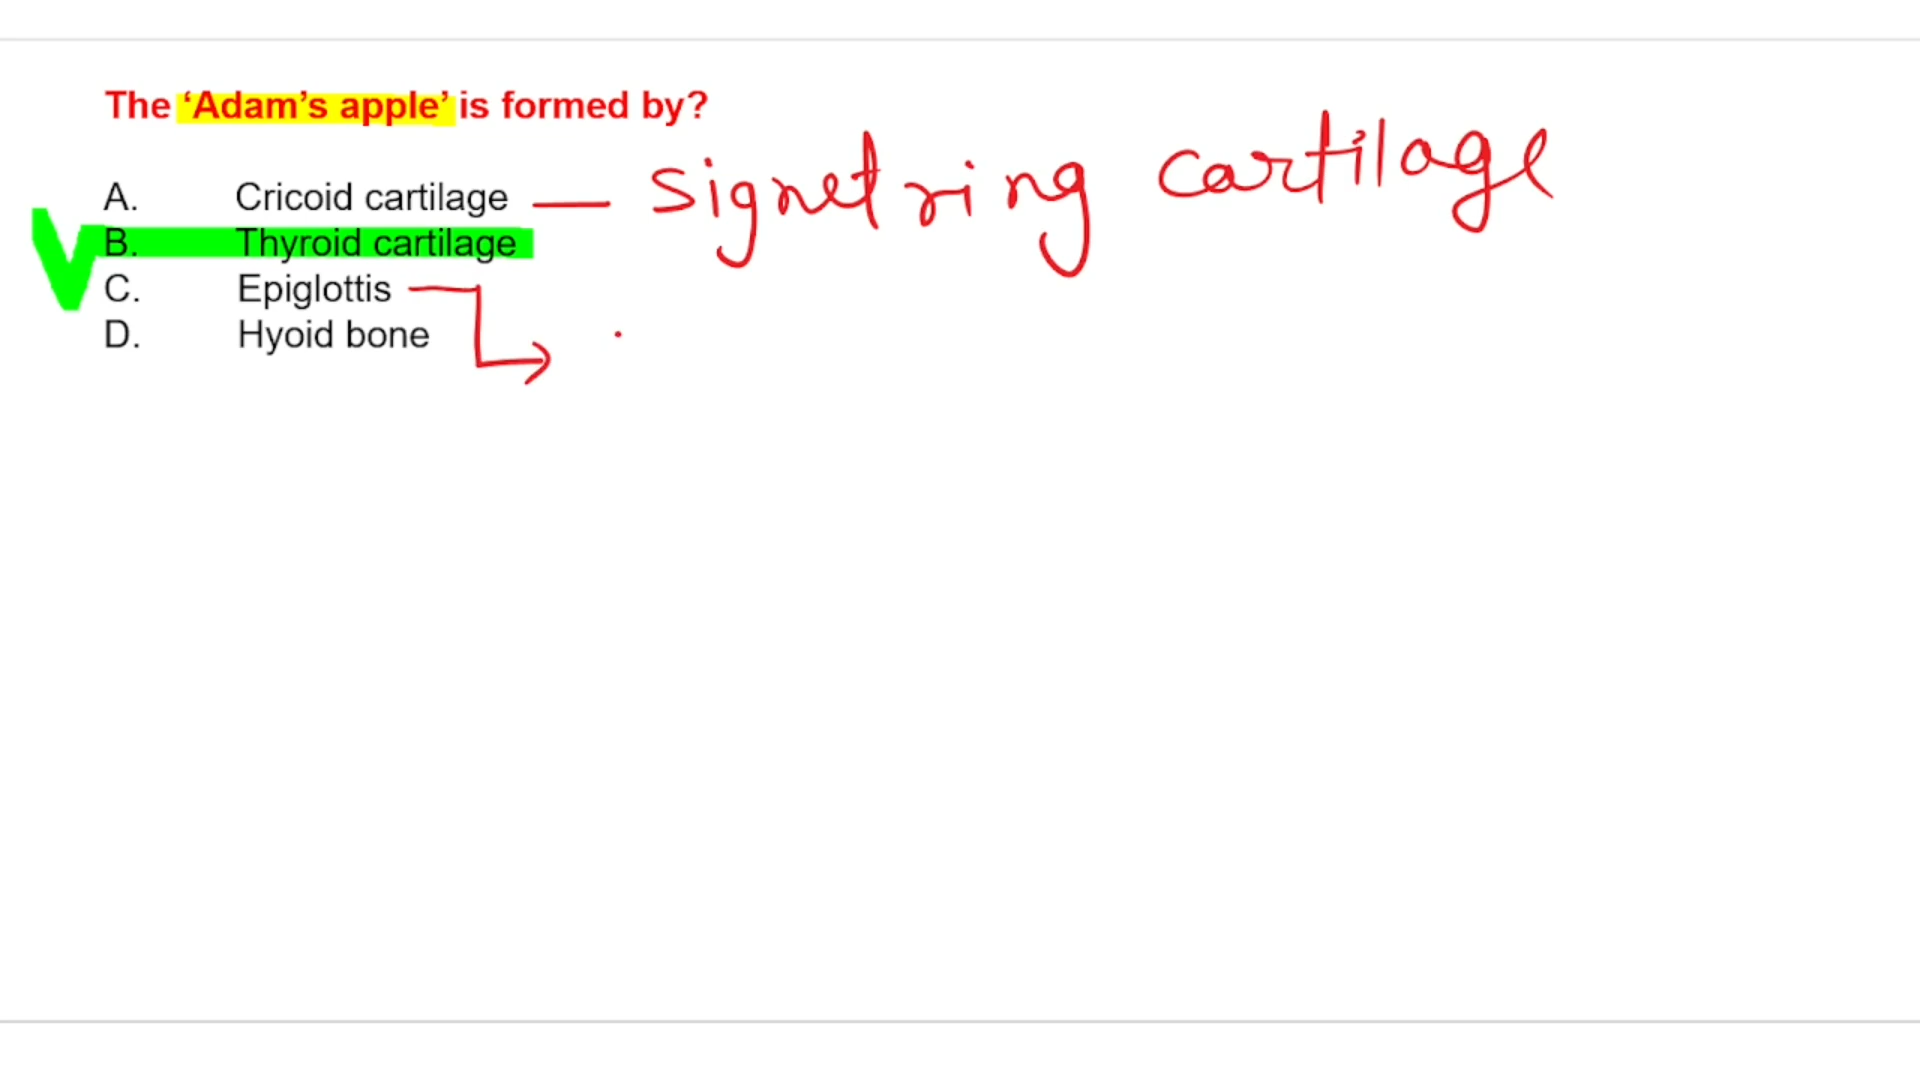 The ‘Adam’s apple’ is formed by?
A. Cricoid cartilage — signet ring cartilage
B. Thyroid cartilage
C. Epiglottis
D. Hyoid bone